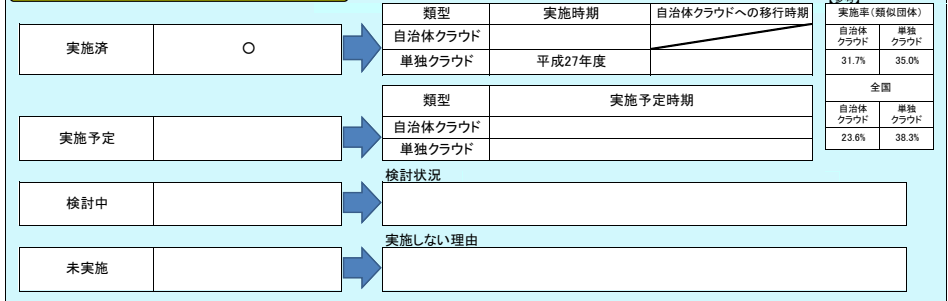 【参考】
類型 実施時期 自治体クラウドへの移行時期
実施済 ○
自治体クラウド
単独クラウド 平成27年度
実施率(類似団体)
自治体クラウド 単独クラウド
31.7% 35.0%
全国
自治体クラウド 単独クラウド
23.6% 38.3%
類型 実施予定時期
実施予定
自治体クラウド
単独クラウド
検討状況
検討中
実施しない理由
未実施